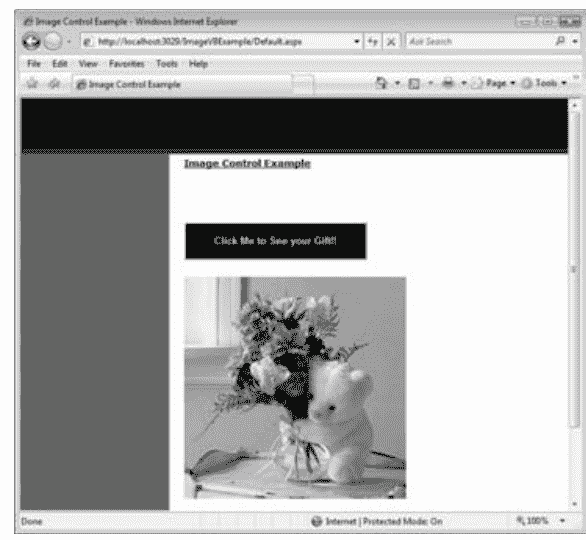 Image Control Example - Windows Internet Explorer
http://localhost:3029/ImageVBExample/Default.aspx
Ask Search
File Edit View Favorites Tools Help
Image Control Example
Page Tools
Image Control Example
Click Me to See your Gift!!
Done
Internet | Protected Mode: On
100%